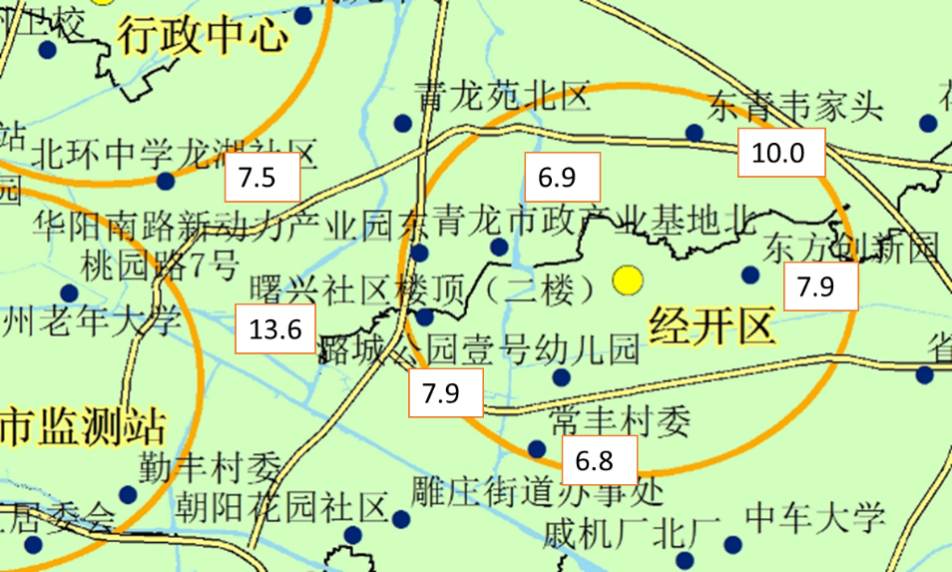 卫校
行政中心
青龙苑北区
东青韦家头
站
北环中学龙湖社区
7.5
6.9
10.0
园
华阳南路新动力产业园东
青龙市政产业基地北
桃园路7号
东方创新园
曙兴社区楼顶（二楼）
7.9
州老年大学
13.6
潞城公园壹号幼儿园
经开区
省
7.9
市监测站
常丰村委
6.8
勤丰村委
朝阳花园社区
雕庄街道办事处
居委会
戚机厂北厂
中车大学